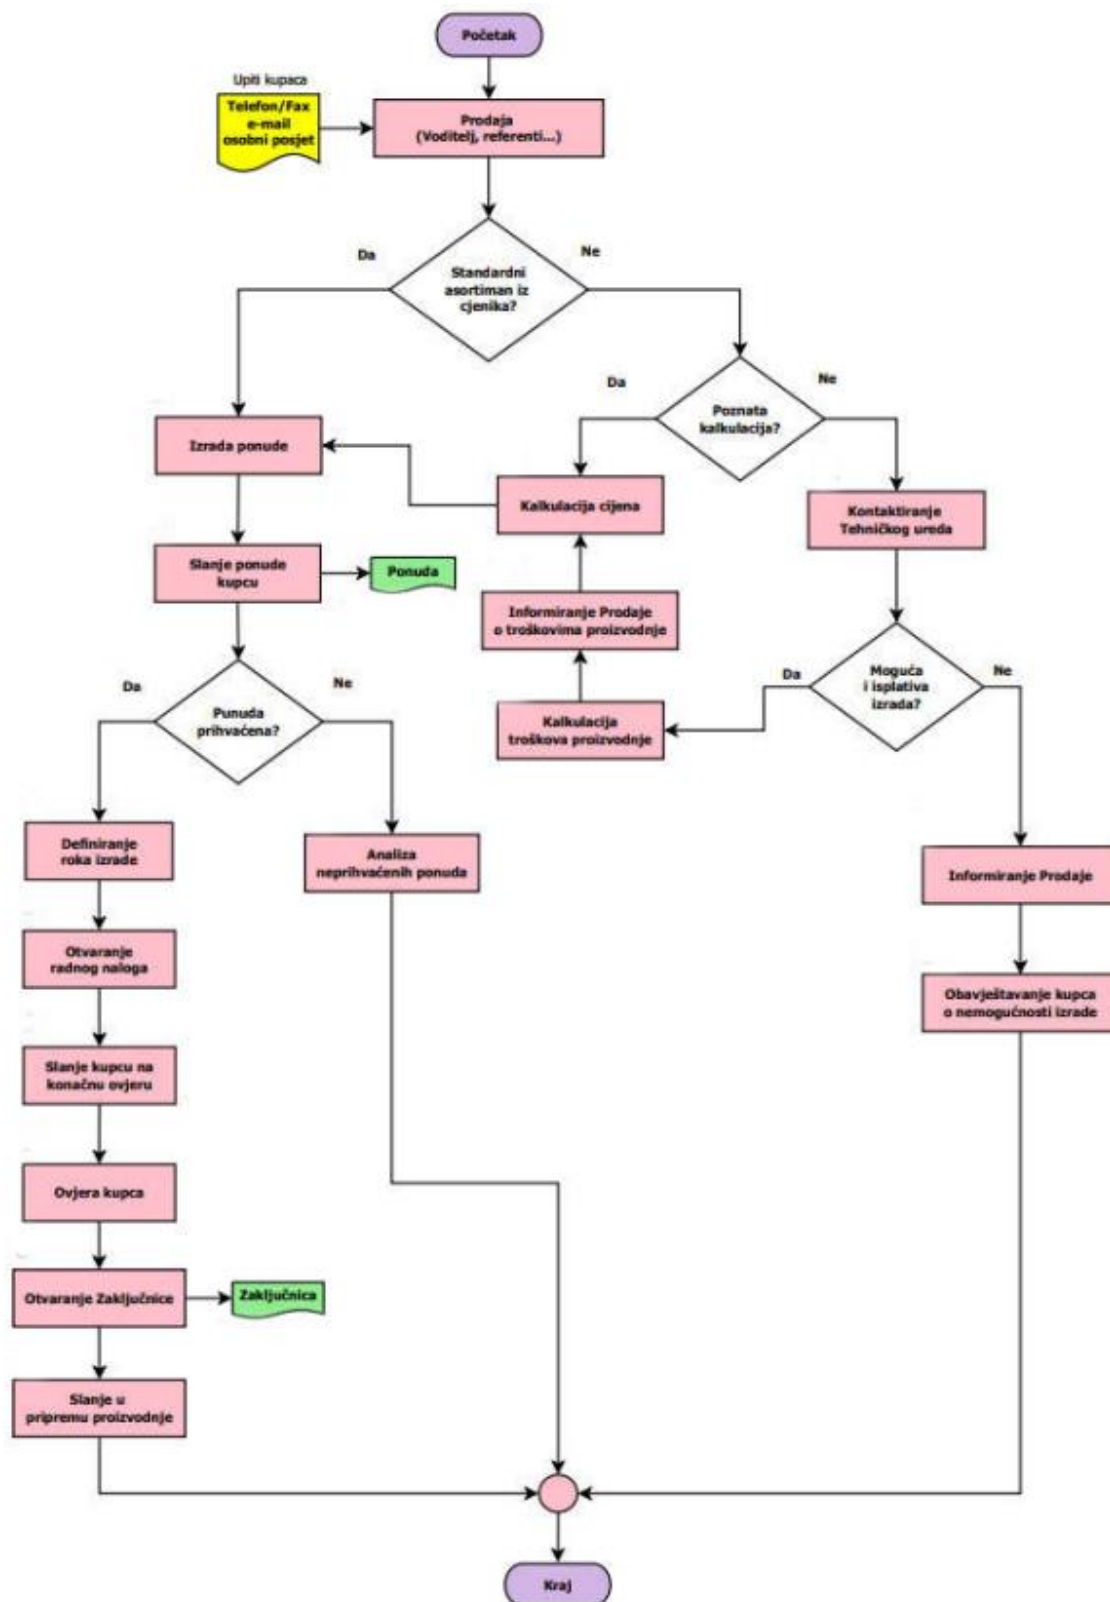 Početak
Upiti kupaca
Telefon/Fax
e-mail
osobni posjet
Prodaja
(Voditelj, referenti...)
Da
Ne
Standardni
asortiman iz
cjenika?
Da
Ne
Poznata
kalkulacija?
Izrada ponude
Kalkulacija cijena
Kontaktiranje
Tehničkog ureda
Slanje ponude
kupcu
Ponuda
Informiranje Prodaje
o troškovima proizvodnje
Da
Ne
Moguća
i isplativa
izrada?
Da
Ne
Punuda
prihvaćena?
Kalkulacija
troškova proizvodnje
Definiranje
roka izrade
Analiza
neprihvaćenih ponuda
Informiranje Prodaje
Otvaranje
radnog naloga
Obavještavanje kupca
o nemogućnosti izrade
Slanje kupcu na
konačnu ovjeru
Ovjera kupca
Otvaranje Zaključnice
Zaključnica
Slanje u
pripremu proizvodnje
Kraj